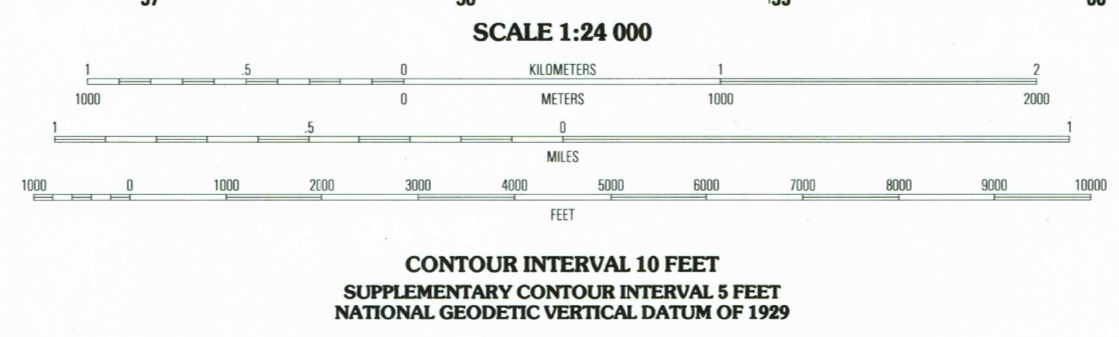 SCALE 1:24 000
1 .5 0 KILOMETERS 1 2
1000 0 METERS 1000 2000
1 .5 0 1
MILES
1000 0 1000 2000 3000 4000 5000 6000 7000 8000 9000 10000
FEET
CONTOUR INTERVAL 10 FEET
SUPPLEMENTARY CONTOUR INTERVAL 5 FEET
NATIONAL GEODETIC VERTICAL DATUM OF 1929